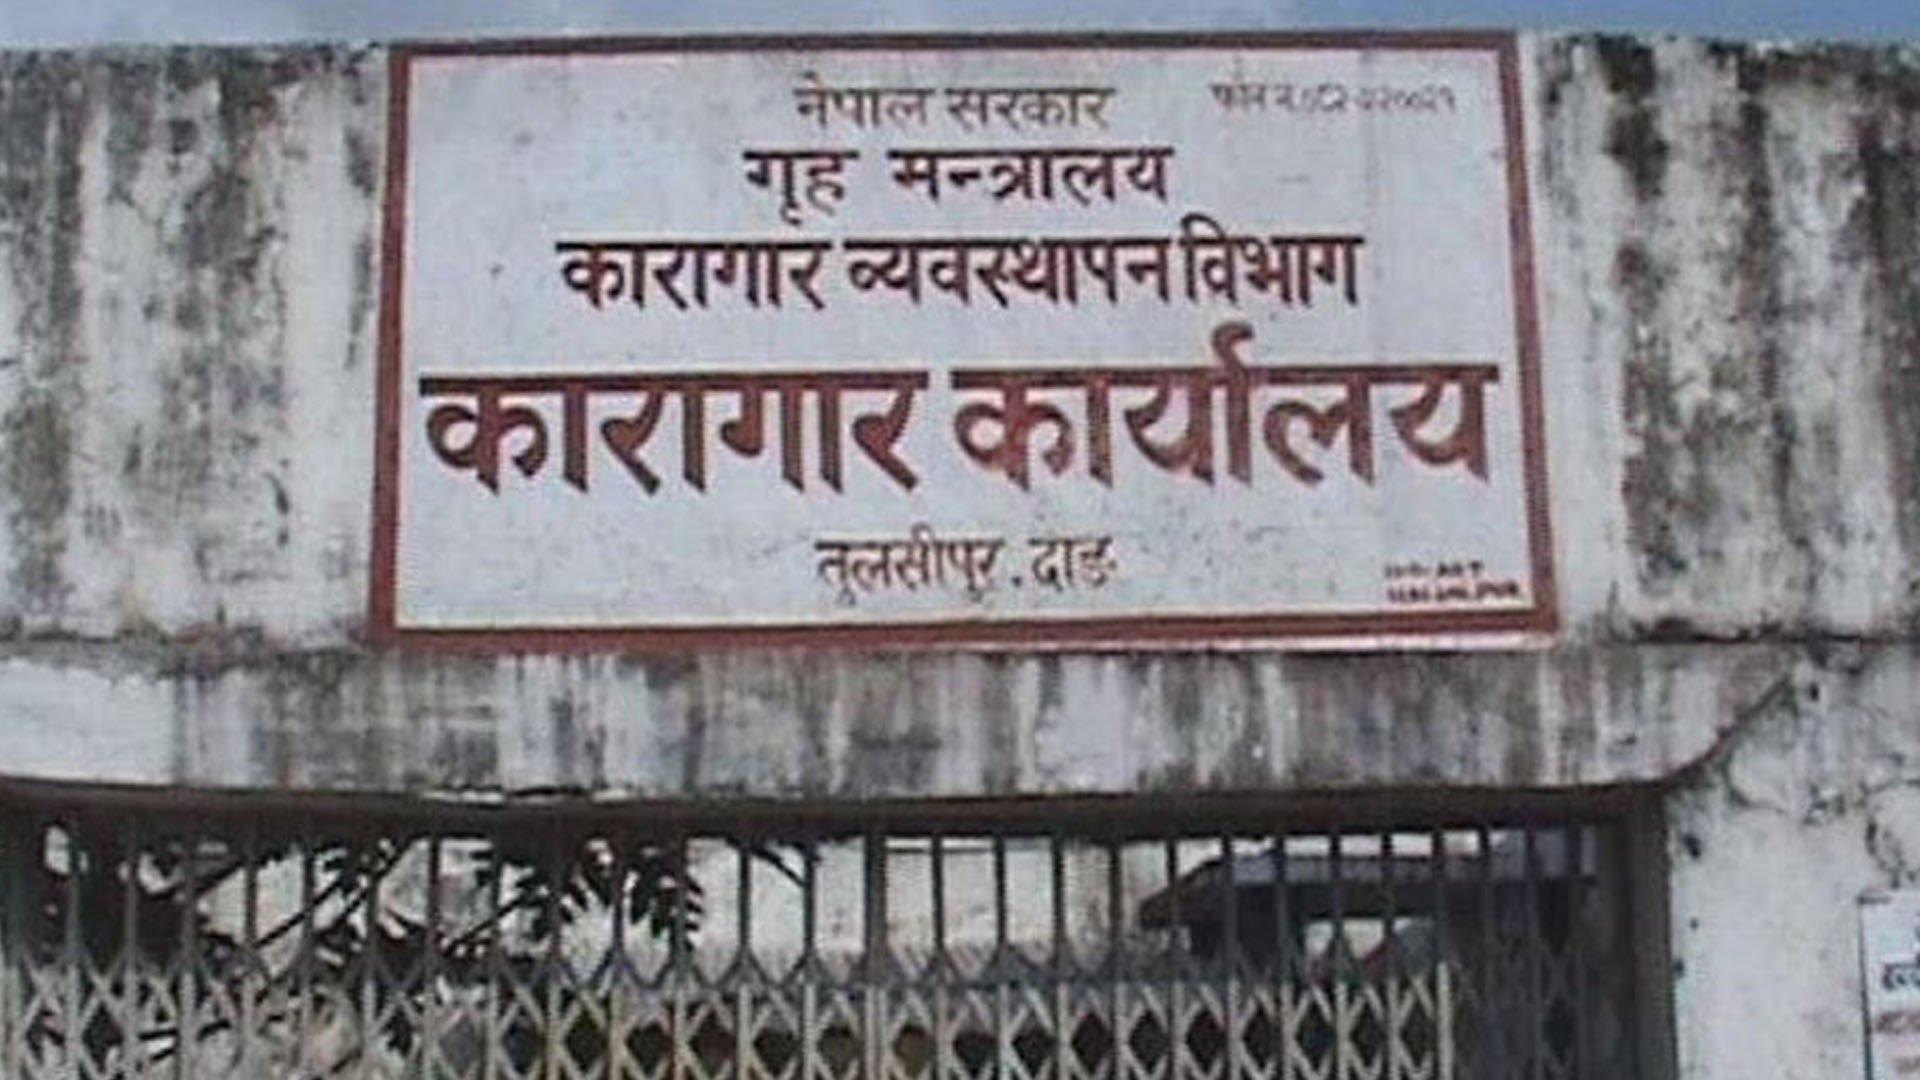 नेपाल सरकार
गृह मन्त्रालय
कारागार व्यवस्थापन विभाग
कारागार कार्यालय
तुलसीपुर, दाङ